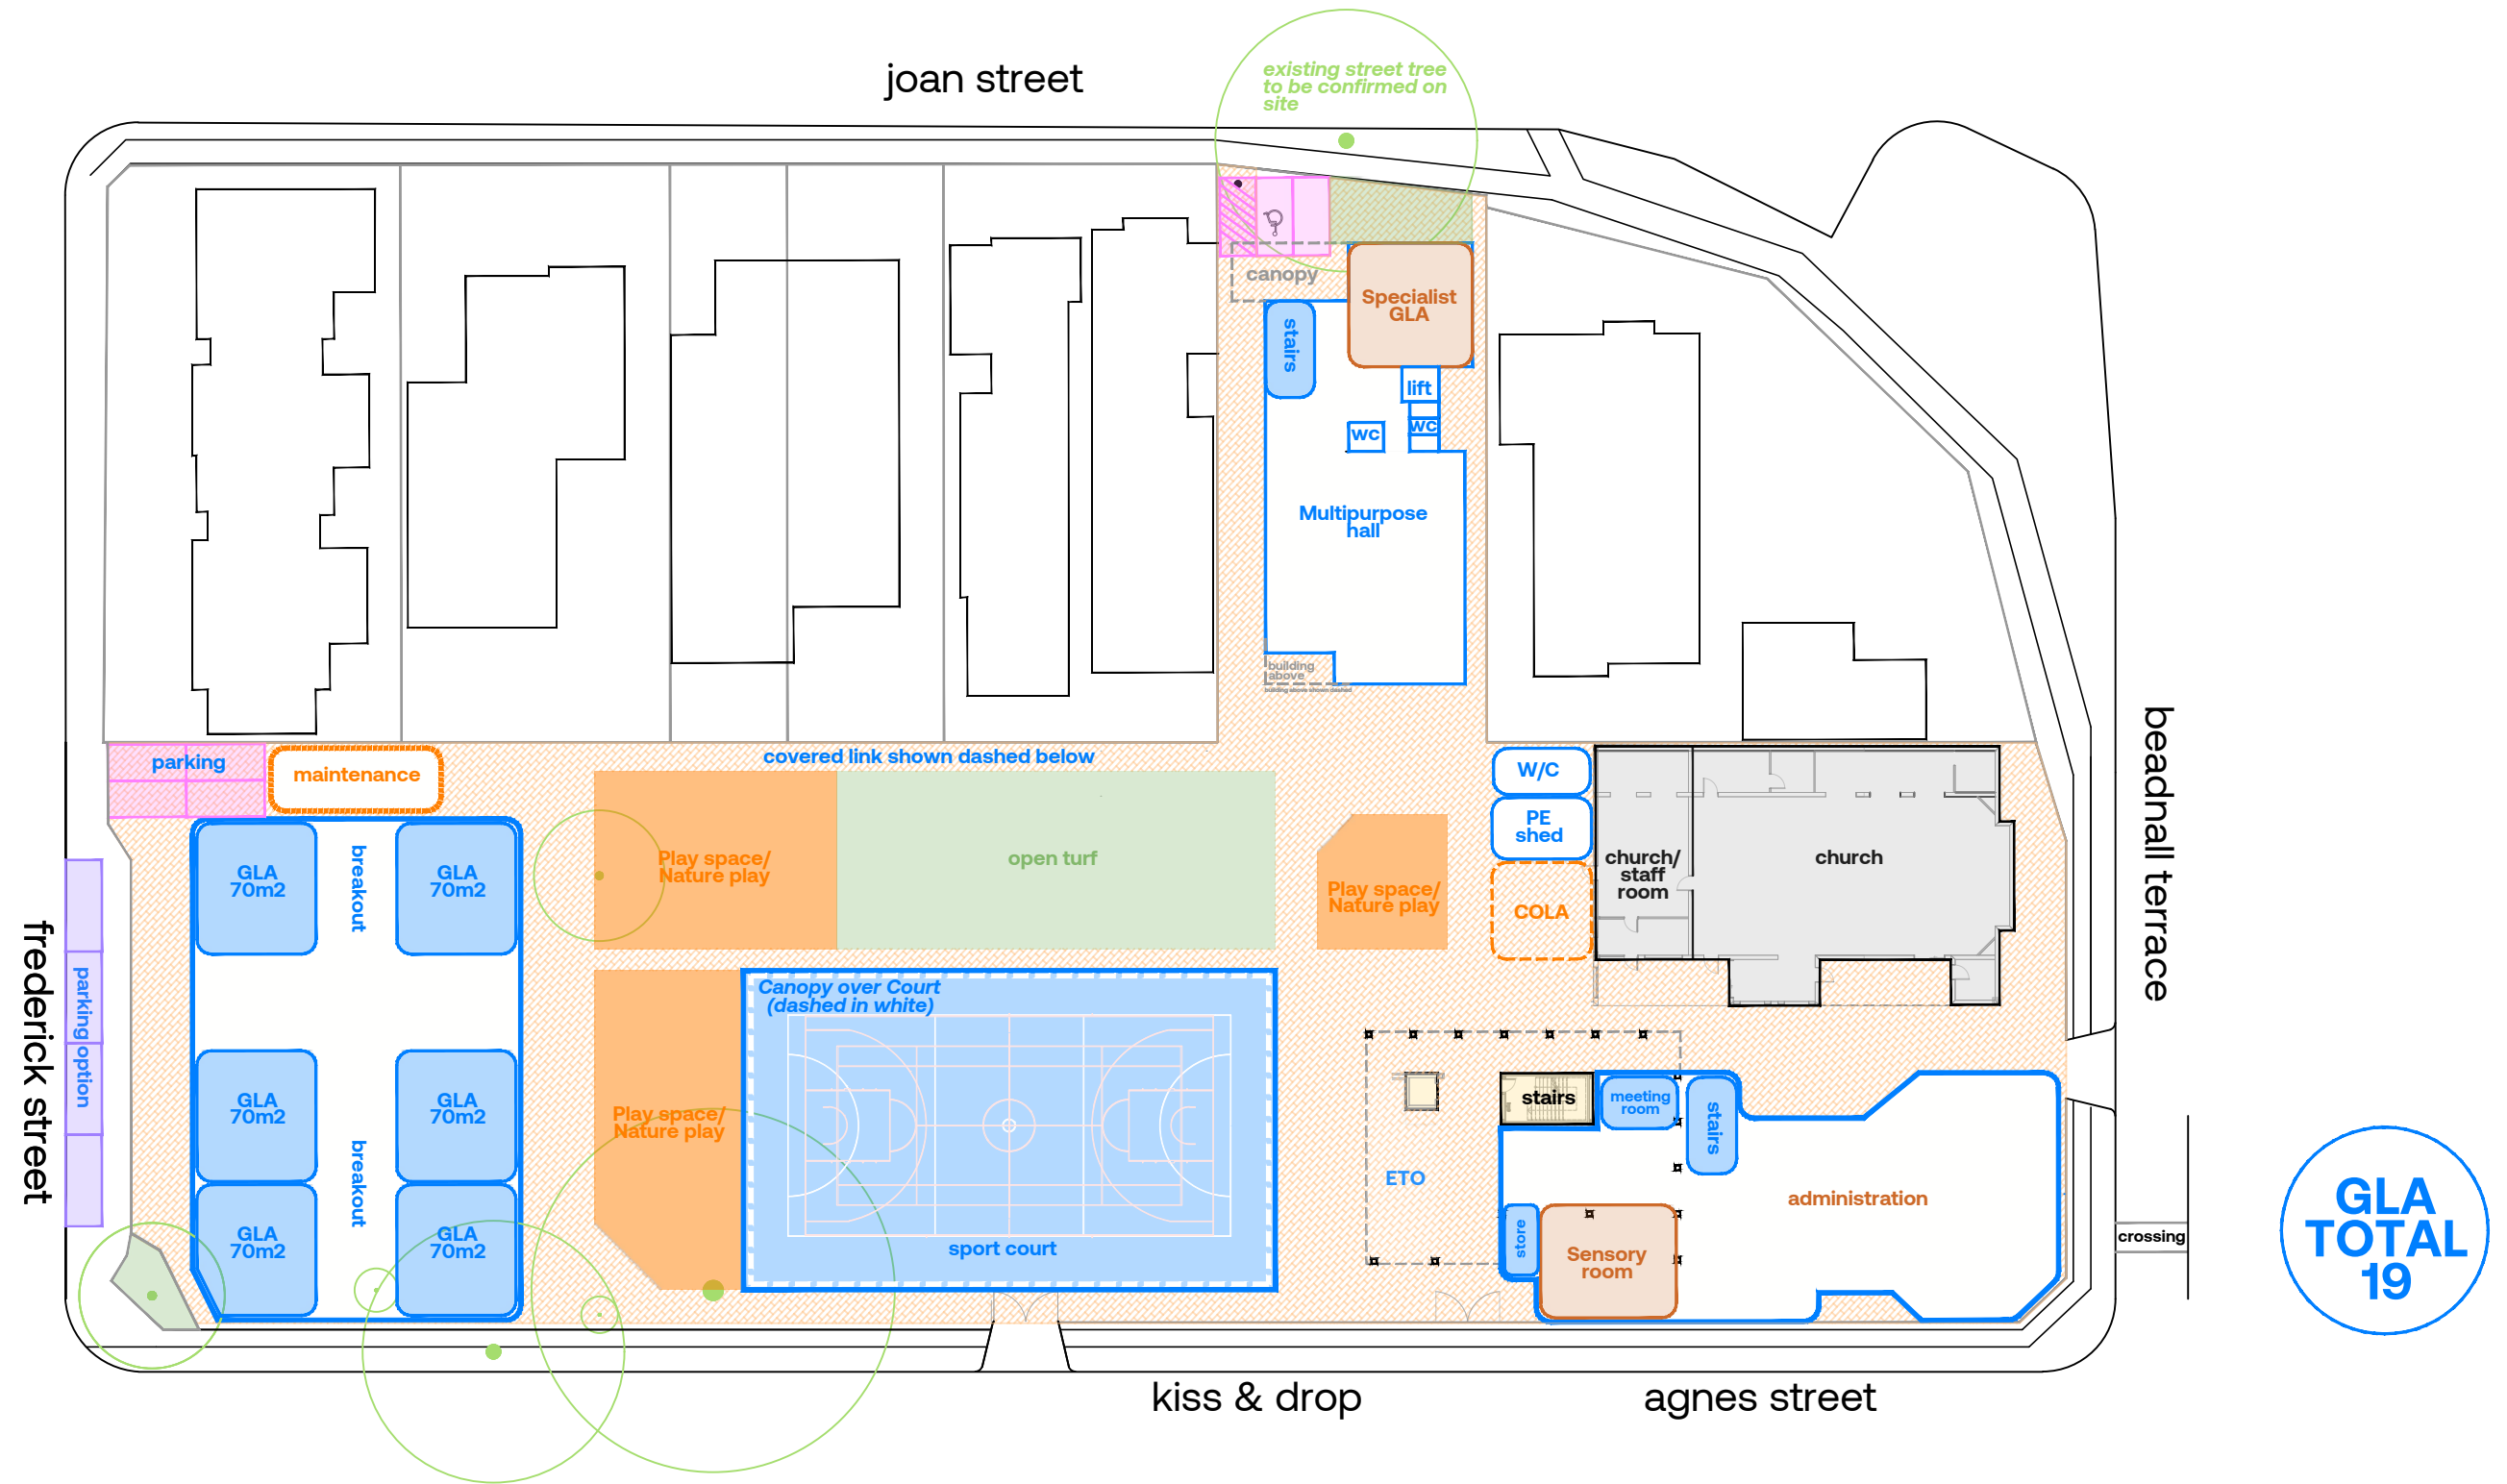 joan street
existing street tree
to be confirmed on
site
canopy
Specialist
GLA
stairs
lift
wc
wc
Multipurpose
hall
building
above
building above shown dashed
parking
maintenance
covered link shown dashed below
W/C
PE
shed
COLA
church/
staff
room
church
beadnall terrace
GLA
70m2
breakout
GLA
70m2
Play space/
Nature play
open turf
Play space/
Nature play
frederick street
parking option
Canopy over Court
(dashed in white)
GLA
70m2
GLA
70m2
Play space/
Nature play
stairs
meeting
room
stairs
ETO
administration
breakout
GLA
70m2
GLA
70m2
sport court
store
Sensory
room
crossing
GLA
TOTAL
19
kiss & drop
agnes street